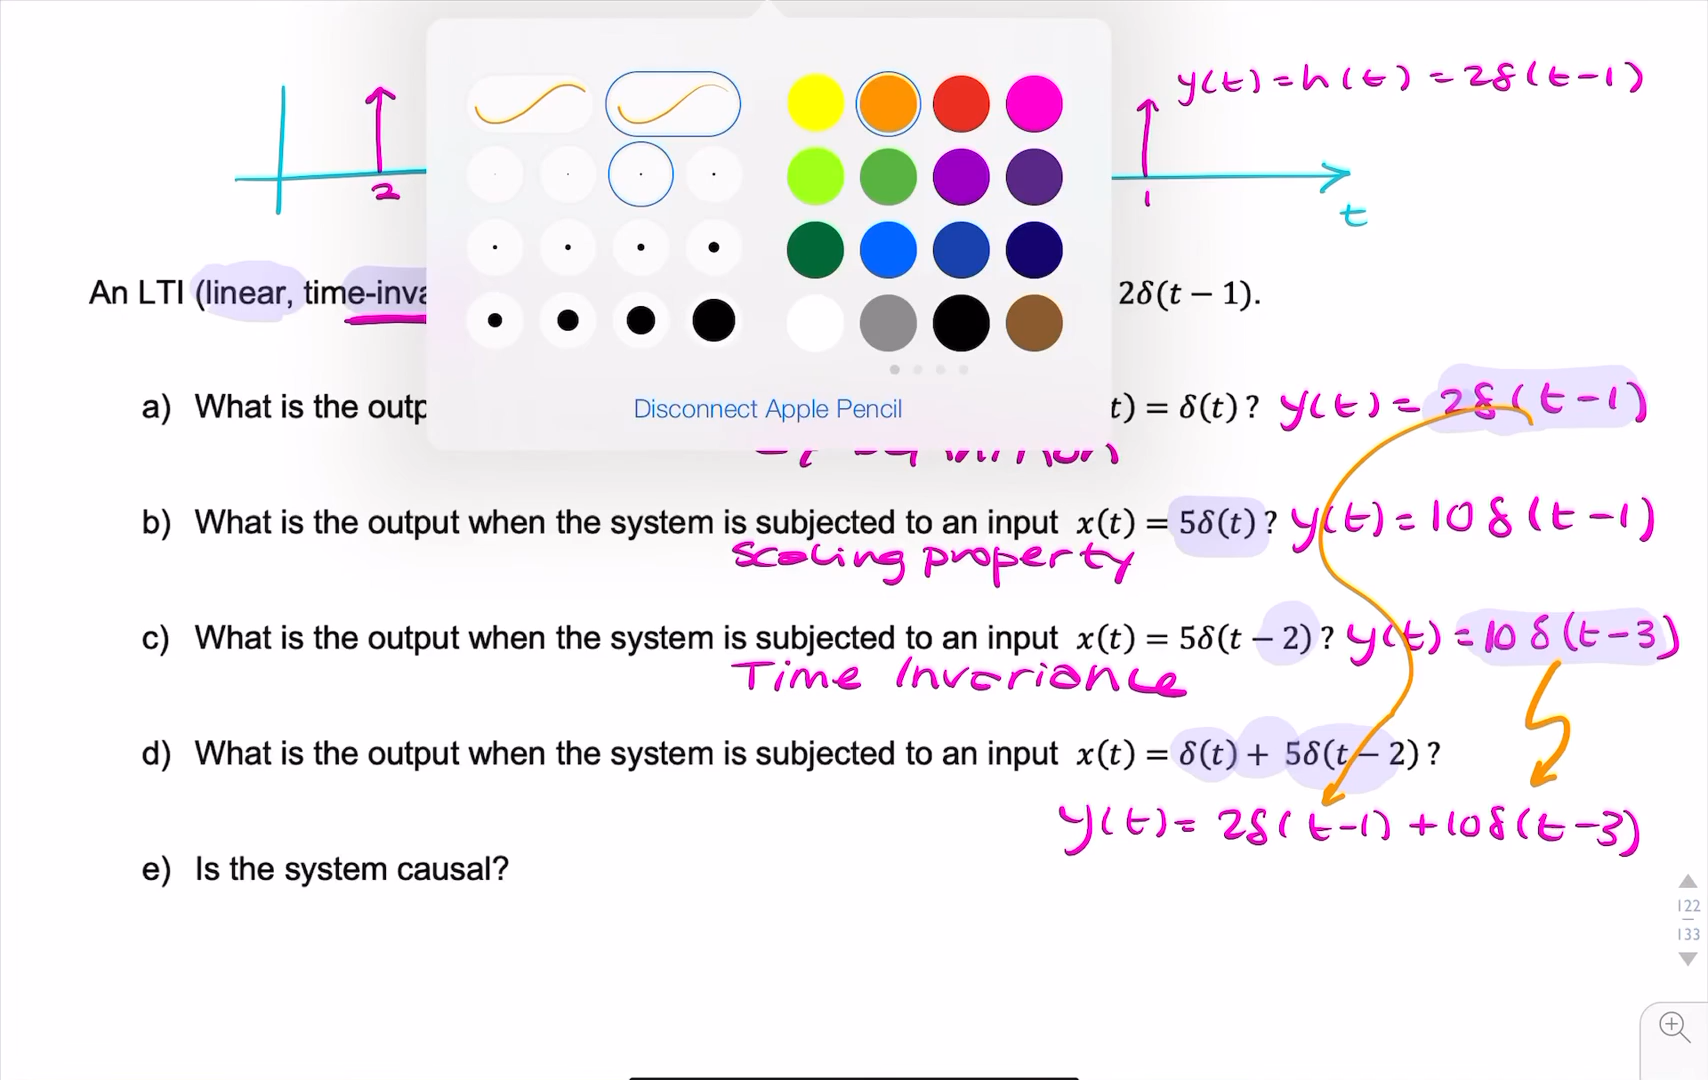 y(t) = h(t) = 2δ(t-1)
2
1
t
An LTI (linear, time-inva
2δ(t − 1).
a) What is the outp
t) = δ(t)? y(t) = 2δ(t-1)
Disconnect Apple Pencil
b) What is the output when the system is subjected to an input x(t) = 5δ(t)? y(t) = 10δ(t-1)
Scaling property
c) What is the output when the system is subjected to an input x(t) = 5δ(t − 2)? y(t) = 10δ(t-3)
Time Invariance
d) What is the output when the system is subjected to an input x(t) = δ(t) + 5δ(t − 2)?
y(t) = 2δ(t-1) + 10δ(t-3)
e) Is the system causal?
122
133